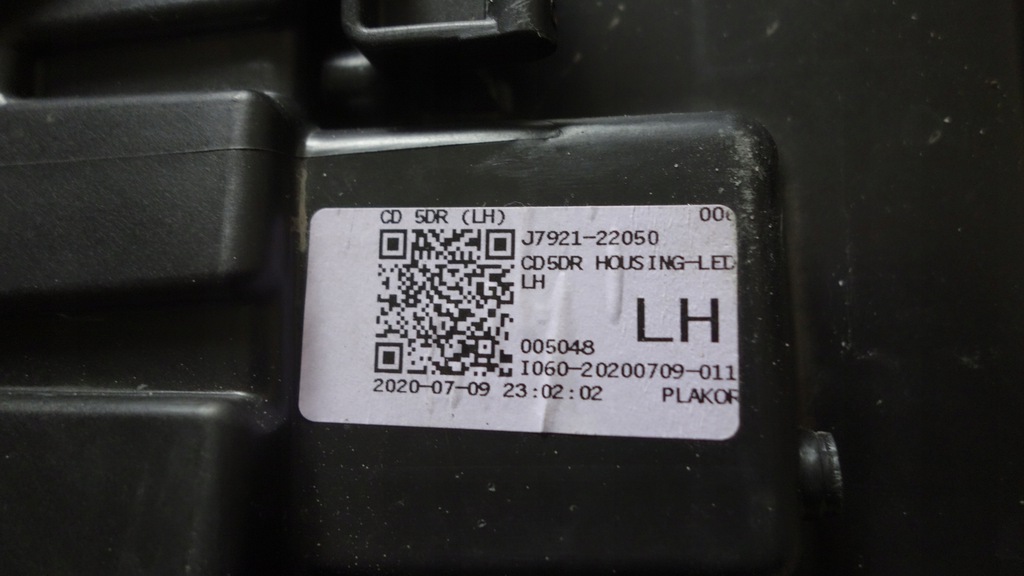 CD 5DR (LH)
J7921-22050
CD5DR HOUSING-LED
LH
LH
005048
I060-20200709-011
2020-07-09 23:02:02